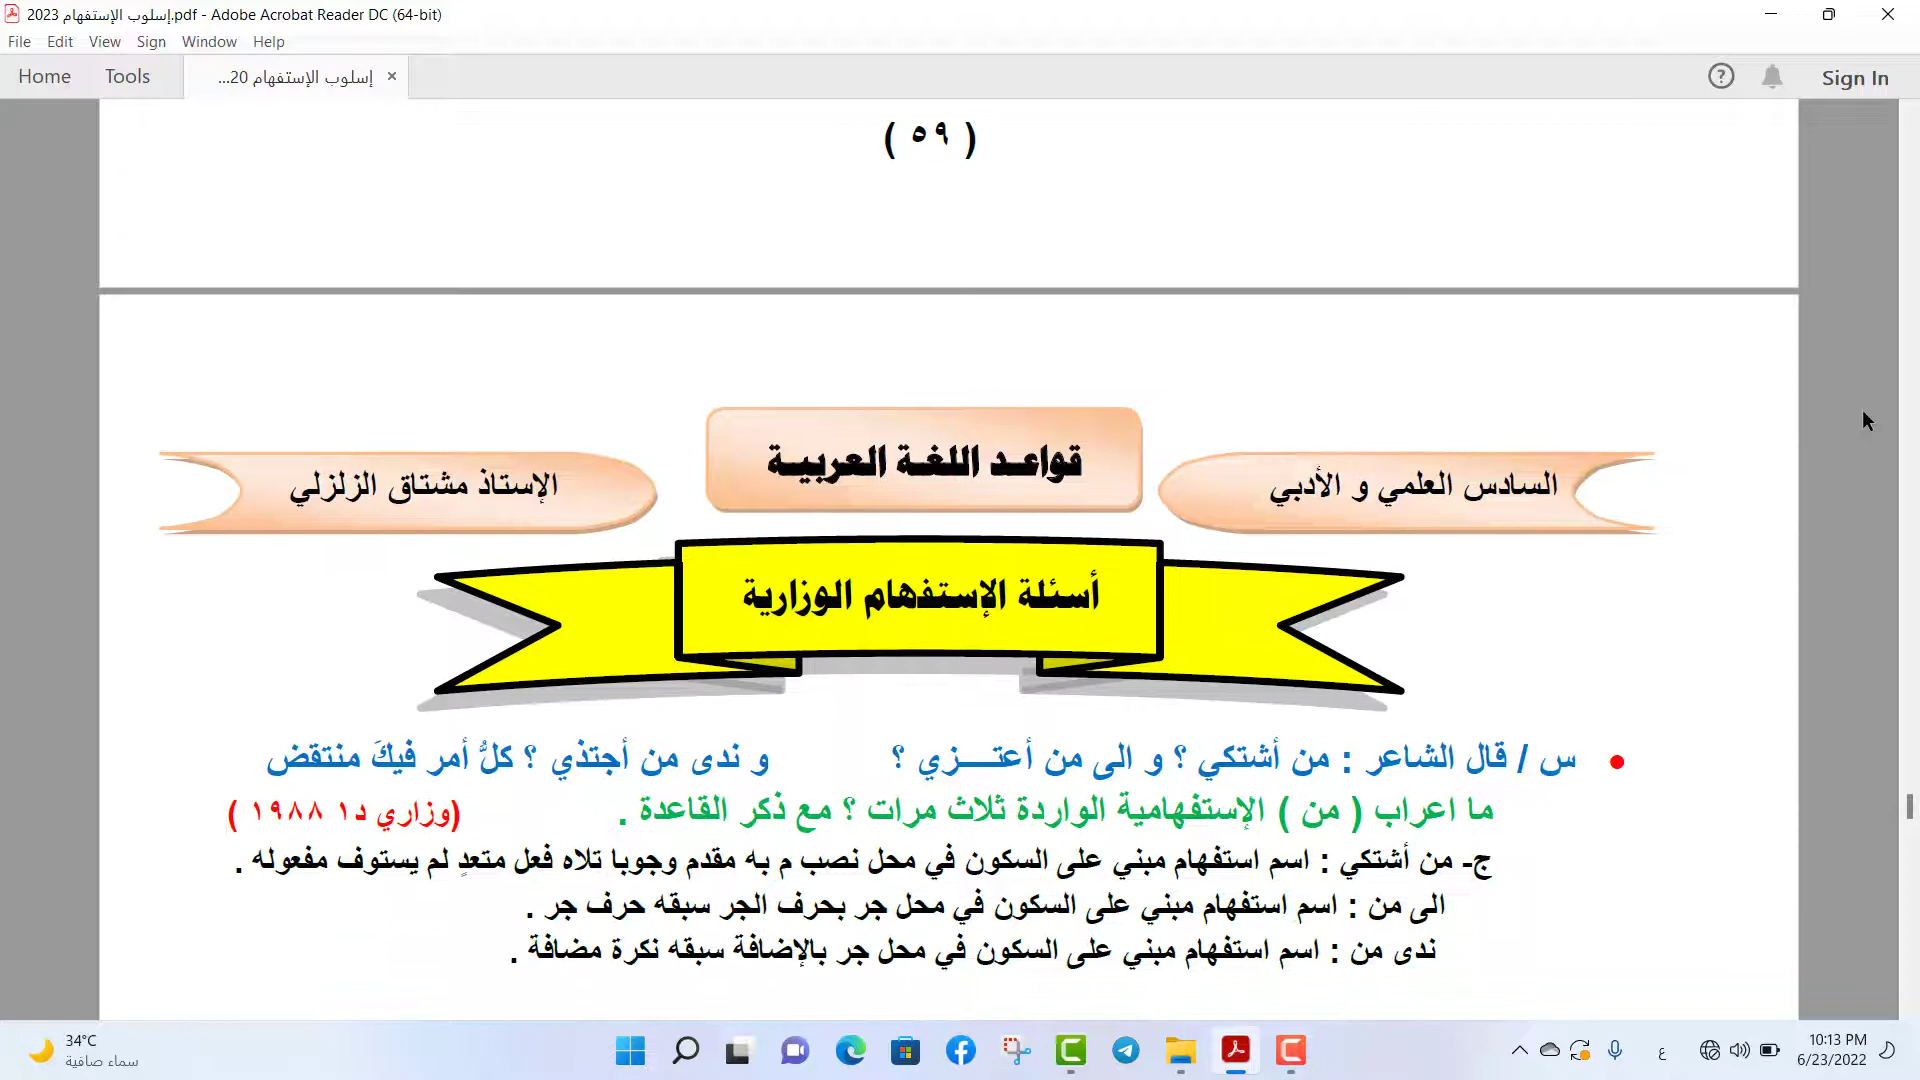 إسلوب الإستفهام 2023.pdf - Adobe Acrobat Reader DC (64-bit)
File Edit View Sign Window Help
Home Tools إسلوب الإستفهام 20... Sign In
( ٥٩ )
السادس العلمي و الأدبي
قواعد اللغة العربية
الإستاذ مشتاق الزلزلي
أسئلة الإستفهام الوزارية
س / قال الشاعر : من أشتكي ؟ و الى من أعتـــزي ؟ و ندى من أجتذي ؟ كلُّ أمر فيكَ منتقض
ما اعراب ( من ) الإستفهامية الواردة ثلاث مرات ؟ مع ذكر القاعدة . (وزاري د١ ١٩٨٨ )
ج- من أشتكي : اسم استفهام مبني على السكون في محل نصب م به مقدم وجوبا تلاه فعل متعدٍ لم يستوف مفعوله .
الى من : اسم استفهام مبني على السكون في محل جر بحرف الجر سبقه حرف جر .
ندى من : اسم استفهام مبني على السكون في محل جر بالإضافة سبقه نكرة مضافة .
34°C
سماء صافية
ع
10:13 PM
6/23/2022